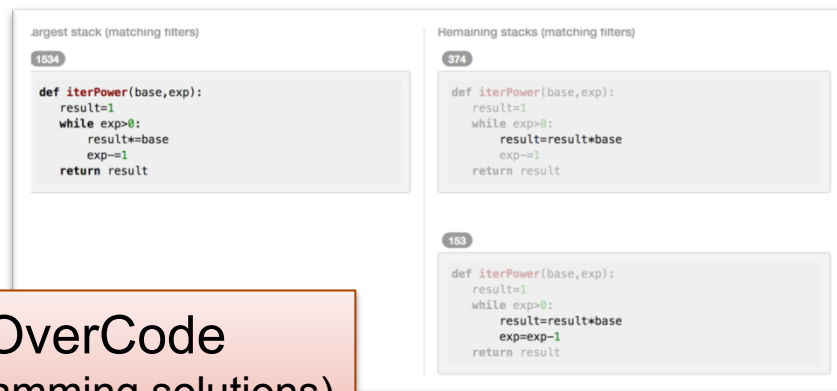 .argest stack (matching filters)
1534
def iterPower(base,exp):
result=1
while exp>0:
result*=base
exp-=1
return result
Remaining stacks (matching filters)
374
def iterPower(base,exp):
result=1
while exp>0:
result=result*base
exp-=1
return result
153
def iterPower(base,exp):
result=1
while exp>0:
result=result*base
exp=exp-1
return result
OverCode
amming solutions)